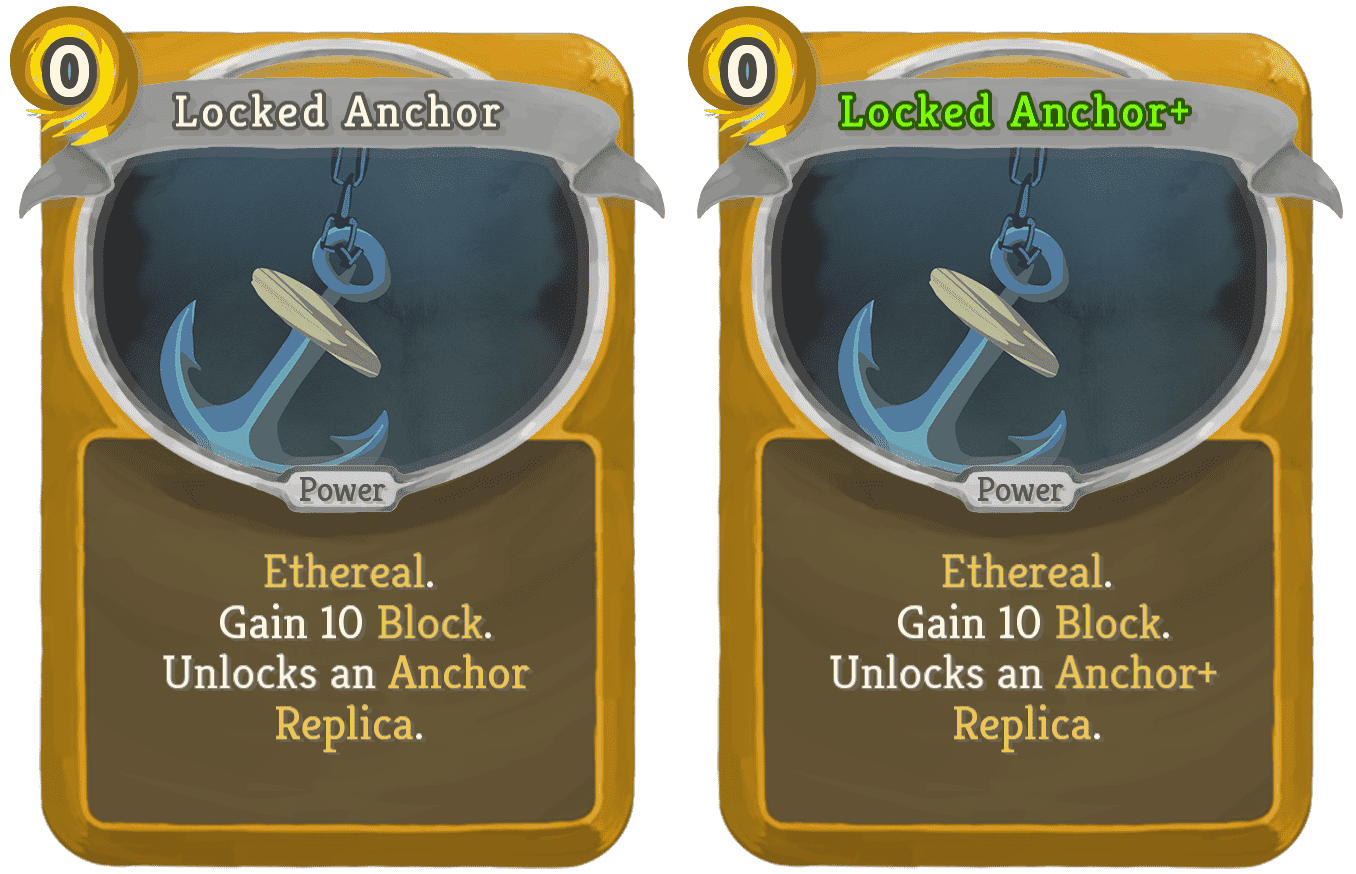 0
Locked Anchor
Power
Ethereal.
Gain 10 Block.
Unlocks an Anchor
Replica.
0
Locked Anchor+
Power
Ethereal.
Gain 10 Block.
Unlocks an Anchor+
Replica.